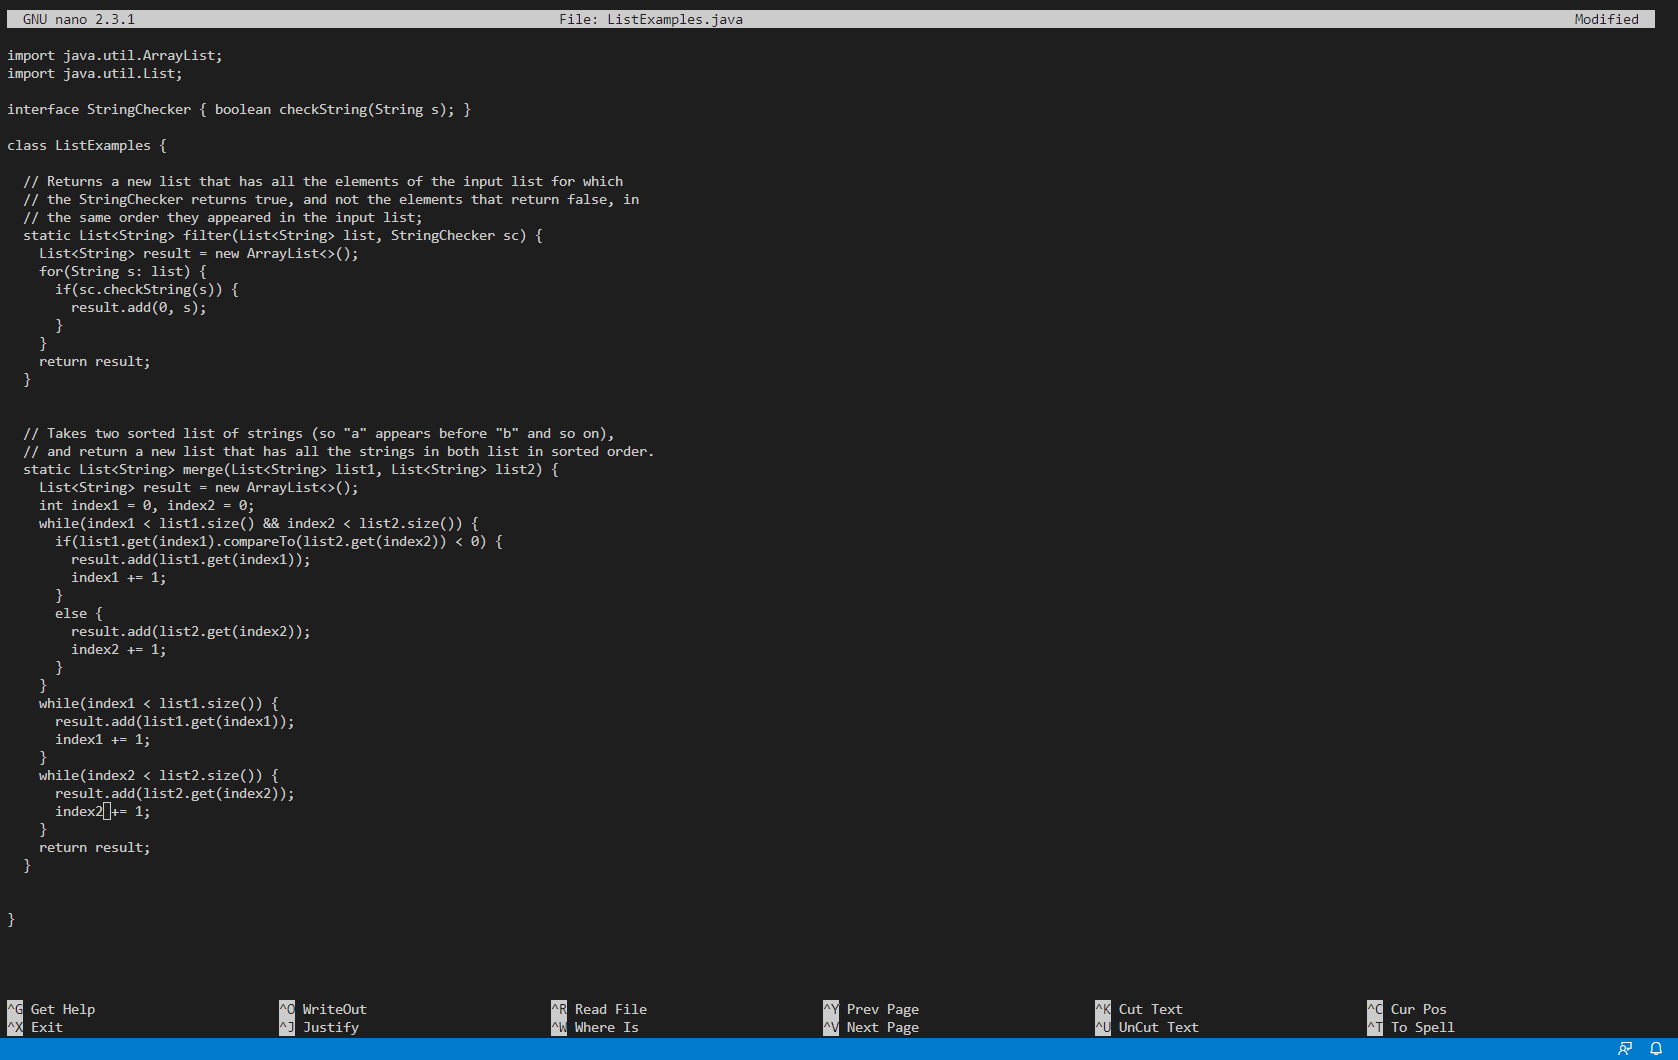 GNU nano 2.3.1 File: ListExamples.java Modified
import java.util.ArrayList;
import java.util.List;
interface StringChecker { boolean checkString(String s); }
class ListExamples {
// Returns a new list that has all the elements of the input list for which
// the StringChecker returns true, and not the elements that return false, in
// the same order they appeared in the input list;
static List<String> filter(List<String> list, StringChecker sc) {
List<String> result = new ArrayList<>();
for(String s: list) {
if(sc.checkString(s)) {
result.add(0, s);
}
}
return result;
}
// Takes two sorted list of strings (so "a" appears before "b" and so on),
// and return a new list that has all the strings in both list in sorted order.
static List<String> merge(List<String> list1, List<String> list2) {
List<String> result = new ArrayList<>();
int index1 = 0, index2 = 0;
while(index1 < list1.size() && index2 < list2.size()) {
if(list1.get(index1).compareTo(list2.get(index2)) < 0) {
result.add(list1.get(index1));
index1 += 1;
}
else {
result.add(list2.get(index2));
index2 += 1;
}
}
while(index1 < list1.size()) {
result.add(list1.get(index1));
index1 += 1;
}
while(index2 < list2.size()) {
result.add(list2.get(index2));
index2 += 1;
}
return result;
}
}
^G Get Help ^O WriteOut ^R Read File ^Y Prev Page ^K Cut Text ^C Cur Pos
^X Exit ^J Justify ^W Where Is ^V Next Page ^U UnCut Text ^T To Spell